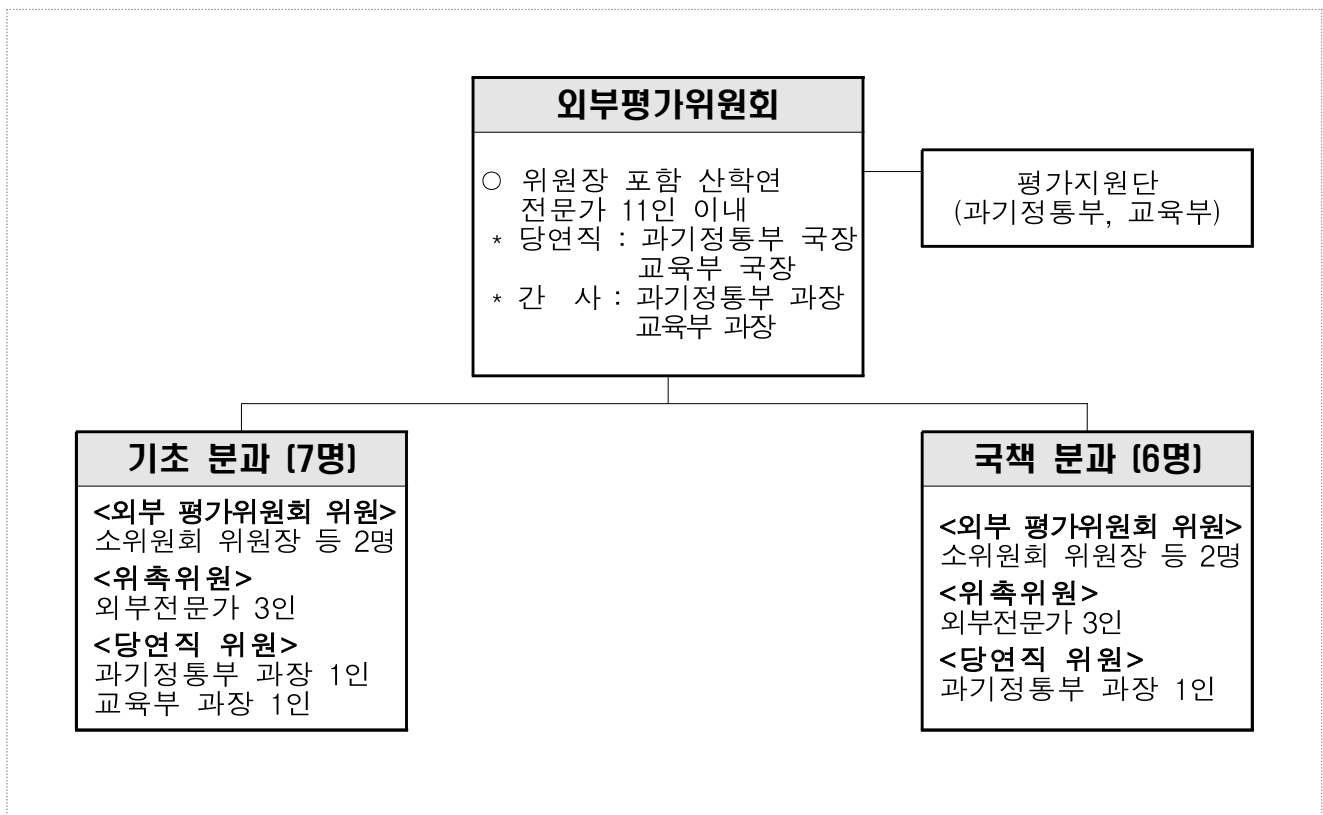 외부평가위원회
○ 위원장 포함 산학연
전문가 11인 이내
* 당연직 : 과기정통부 국장
교육부 국장
* 간 사 : 과기정통부 과장
교육부 과장
평가지원단
(과기정통부, 교육부)
기초 분과 (7명)
<외부 평가위원회 위원>
소위원회 위원장 등 2명
<위촉위원>
외부전문가 3인
<당연직 위원>
과기정통부 과장 1인
교육부 과장 1인
국책 분과 (6명)
<외부 평가위원회 위원>
소위원회 위원장 등 2명
<위촉위원>
외부전문가 3인
<당연직 위원>
과기정통부 과장 1인